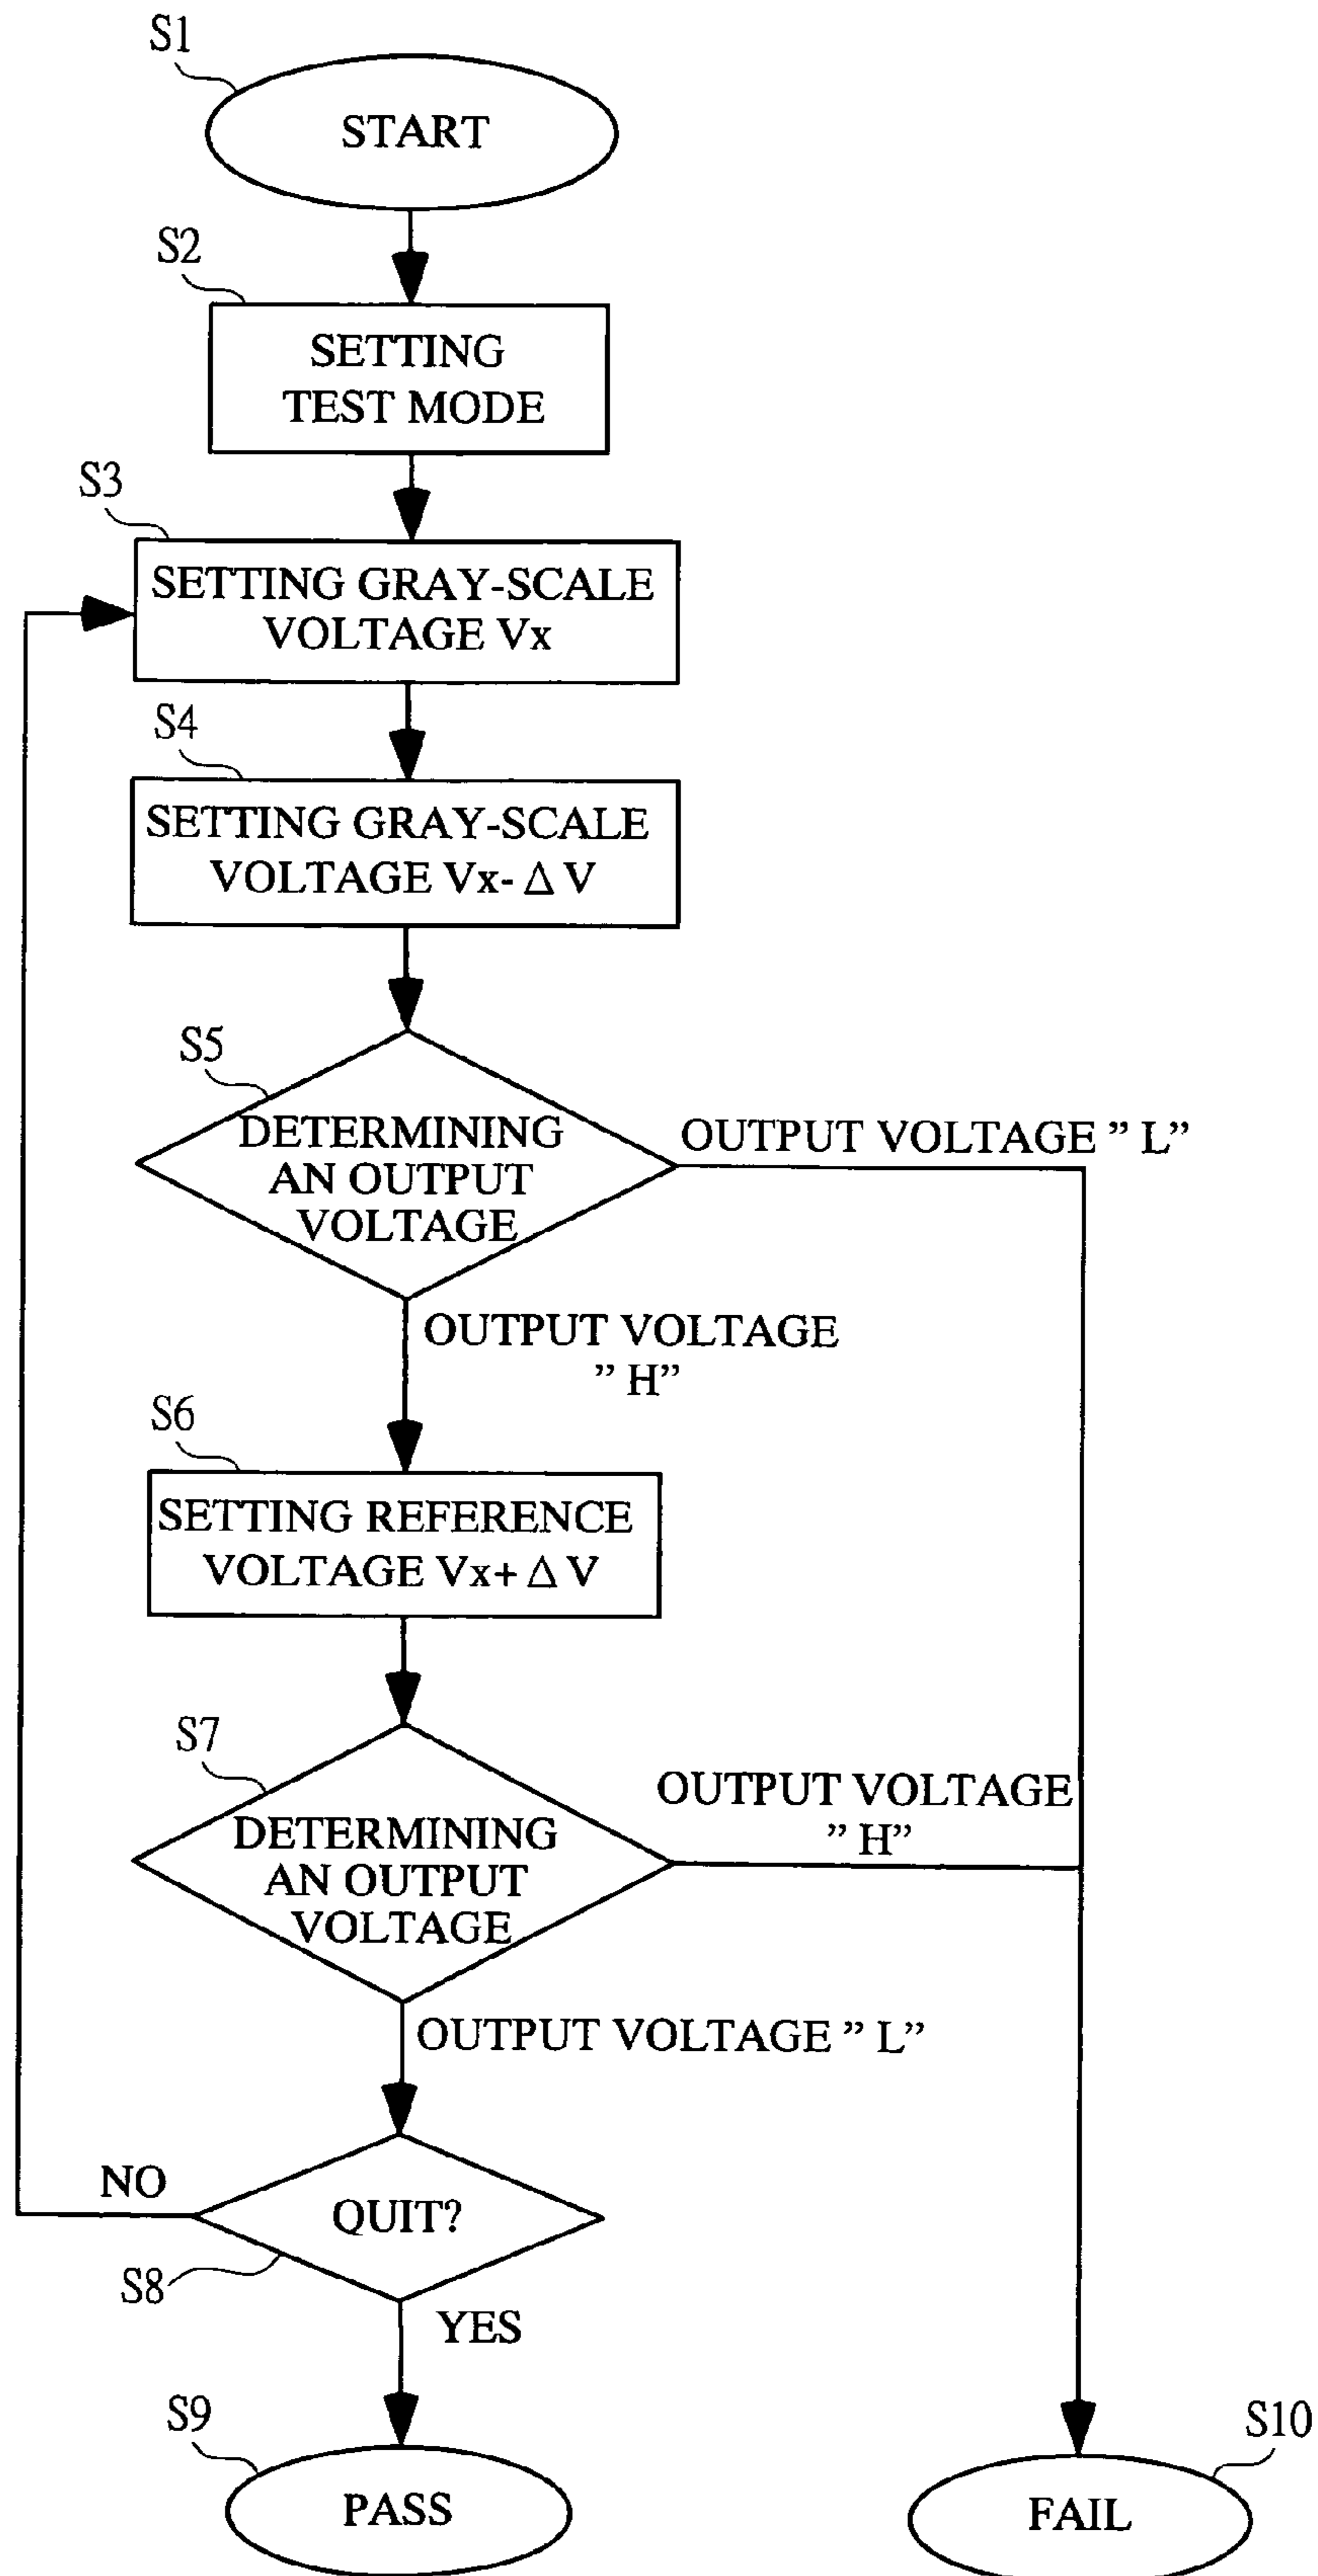 S1
START
S2
SETTING
TEST MODE
S3
SETTING GRAY-SCALE
VOLTAGE Vx
S4
SETTING GRAY-SCALE
VOLTAGE Vx- Δ V
S5
DETERMINING
AN OUTPUT
VOLTAGE
OUTPUT VOLTAGE ” L”
OUTPUT VOLTAGE
” H”
S6
SETTING REFERENCE
VOLTAGE Vx+ Δ V
S7
DETERMINING
AN OUTPUT
VOLTAGE
OUTPUT VOLTAGE
” H”
OUTPUT VOLTAGE ” L”
NO
QUIT?
S8
YES
S9
PASS
S10
FAIL